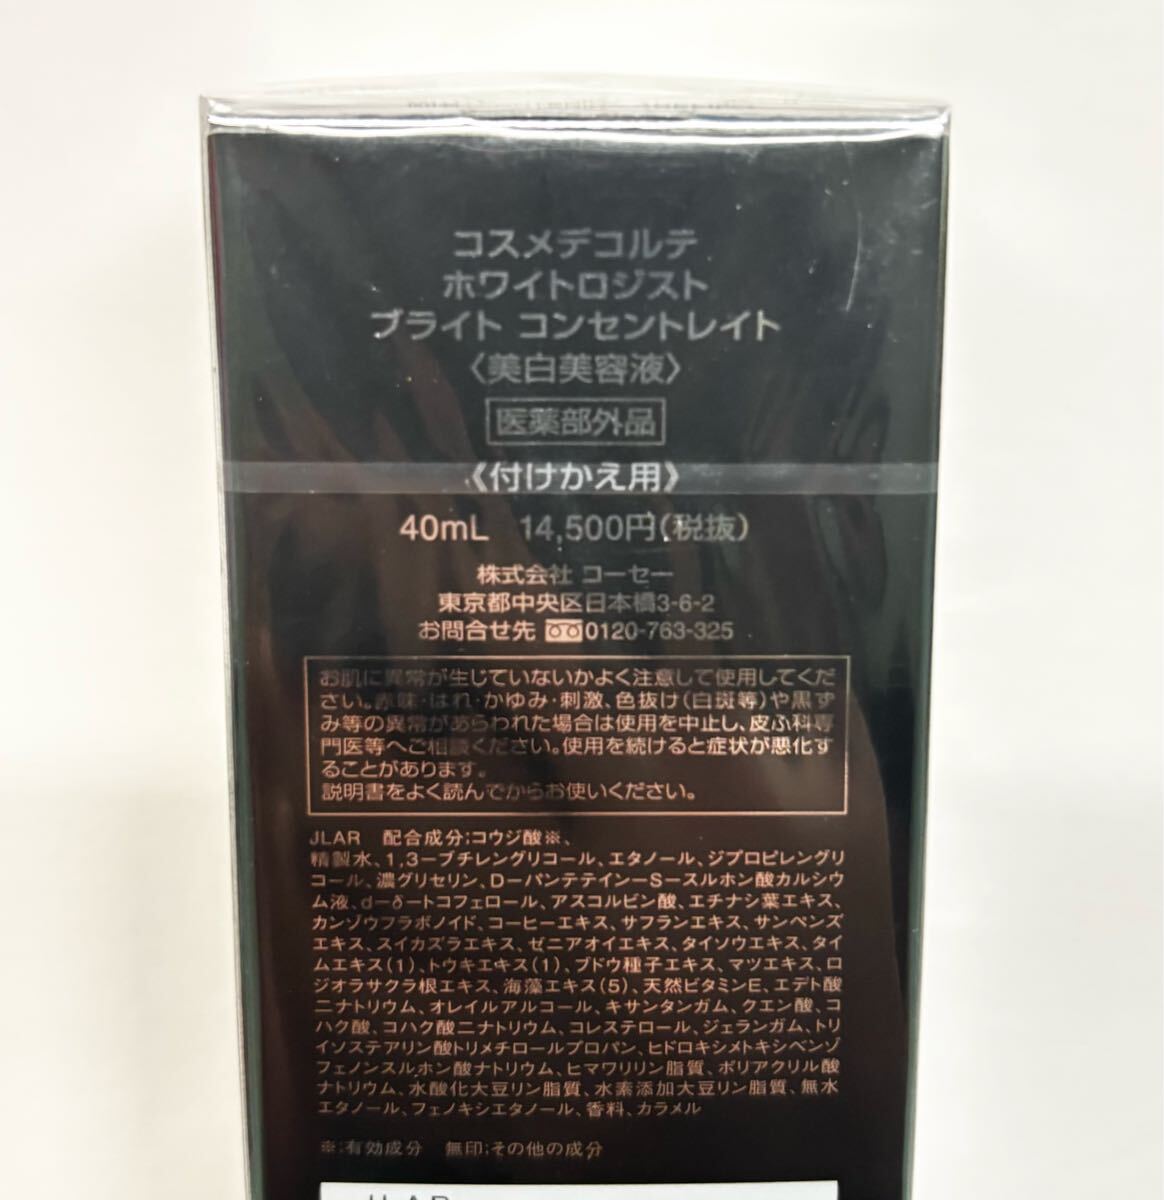 コスメデコルテ
ホワイトロジスト
ブライト コンセントレイト
〈美白美容液〉
医薬部外品
《付けかえ用》
40mL 14,500円(税抜)
株式会社 コーセー
東京都中央区日本橋3-6-2
お問合せ先 0120-763-325
お肌に異常が生じていないかよく注意して使用してくだ
さい。赤味・はれ・かゆみ・刺激、色抜け(白斑等)や黒ず
み等の異常があらわれた場合は使用を中止し、皮ふ科専
門医等へご相談ください。使用を続けると症状が悪化す
ることがあります。
説明書をよく読んでからお使いください。
JLAR 配合成分:コウジ酸※、
精製水、1,3-ブチレングリコール、エタノール、ジプロピレングリ
コール、濃グリセリン、D-パンテテイン-S-スルホン酸カルシウ
ム液、d-δ-トコフェロール、アスコルビン酸、エチナシ葉エキス、
カンゾウフラボノイド、コーヒーエキス、サフランエキス、サンペンズ
エキス、スイカズラエキス、ゼニアオイエキス、タイソウエキス、タイ
ムエキス(1)、トウキエキス(1)、ブドウ種子エキス、マツエキス、ロ
ジオラサクラ根エキス、海藻エキス(5)、天然ビタミンE、エデト酸
二ナトリウム、オレイルアルコール、キサンタンガム、クエン酸、コ
ハク酸、コハク酸二ナトリウム、コレステロール、ジェランガム、トリ
イソステアリン酸トリメチロールプロパン、ヒドロキシメトキシベンゾ
フェノンスルホン酸ナトリウム、ヒマワリリン脂質、ポリアクリル酸
ナトリウム、水酸化大豆リン脂質、水素添加大豆リン脂質、無水
エタノール、フェノキシエタノール、香料、カラメル
※:有効成分 無印:その他の成分
JLAR